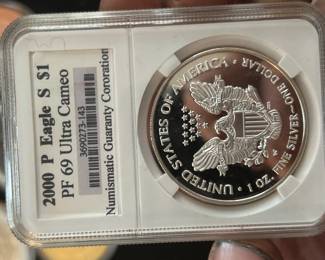 2000 P Eagle S $1
PF 69 Ultra Cameo
3690273-143
Numismatic Guaranty Cororation
UNITED STATES OF AMERICA
1 OZ. FINE SILVER~ONE DOLLAR